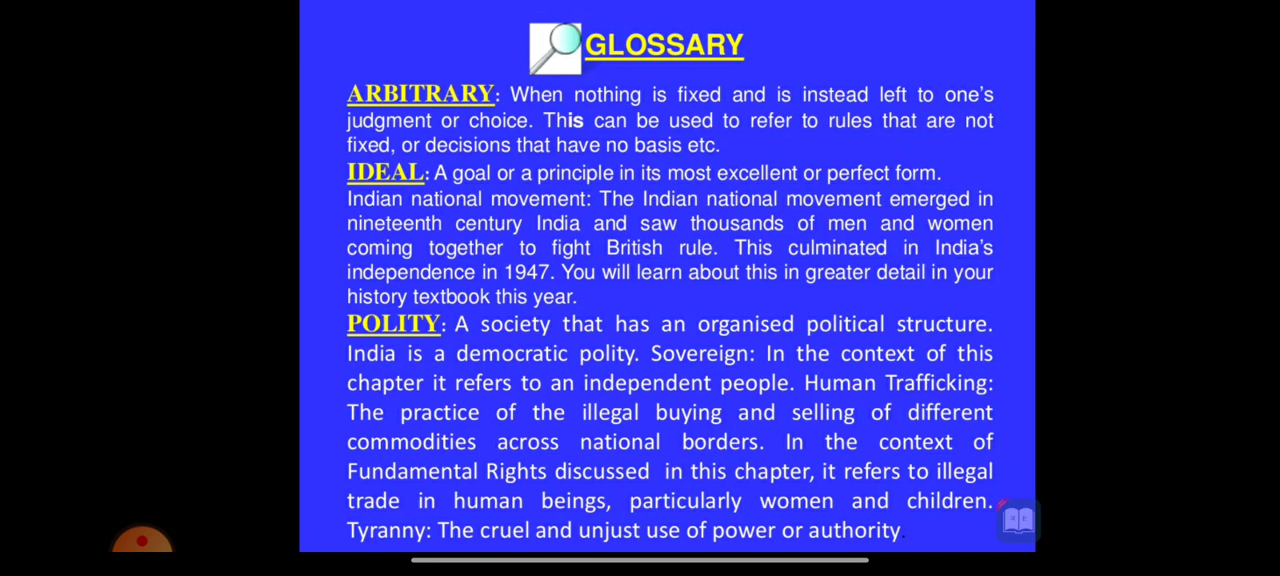 GLOSSARY
ARBITRARY: When nothing is fixed and is instead left to one's
judgment or choice. This can be used to refer to rules that are not
fixed, or decisions that have no basis etc.
IDEAL: A goal or a principle in its most excellent or perfect form.
Indian national movement: The Indian national movement emerged in
nineteenth century India and saw thousands of men and women
coming together to fight British rule. This culminated in India's
independence in 1947. You will learn about this in greater detail in your
history textbook this year.
POLITY: A society that has an organised political structure.
India is a democratic polity. Sovereign: In the context of this
chapter it refers to an independent people. Human Trafficking:
The practice of the illegal buying and selling of different
commodities across national borders. In the context of
Fundamental Rights discussed in this chapter, it refers to illegal
trade in human beings, particularly women and children.
Tyranny: The cruel and unjust use of power or authority.